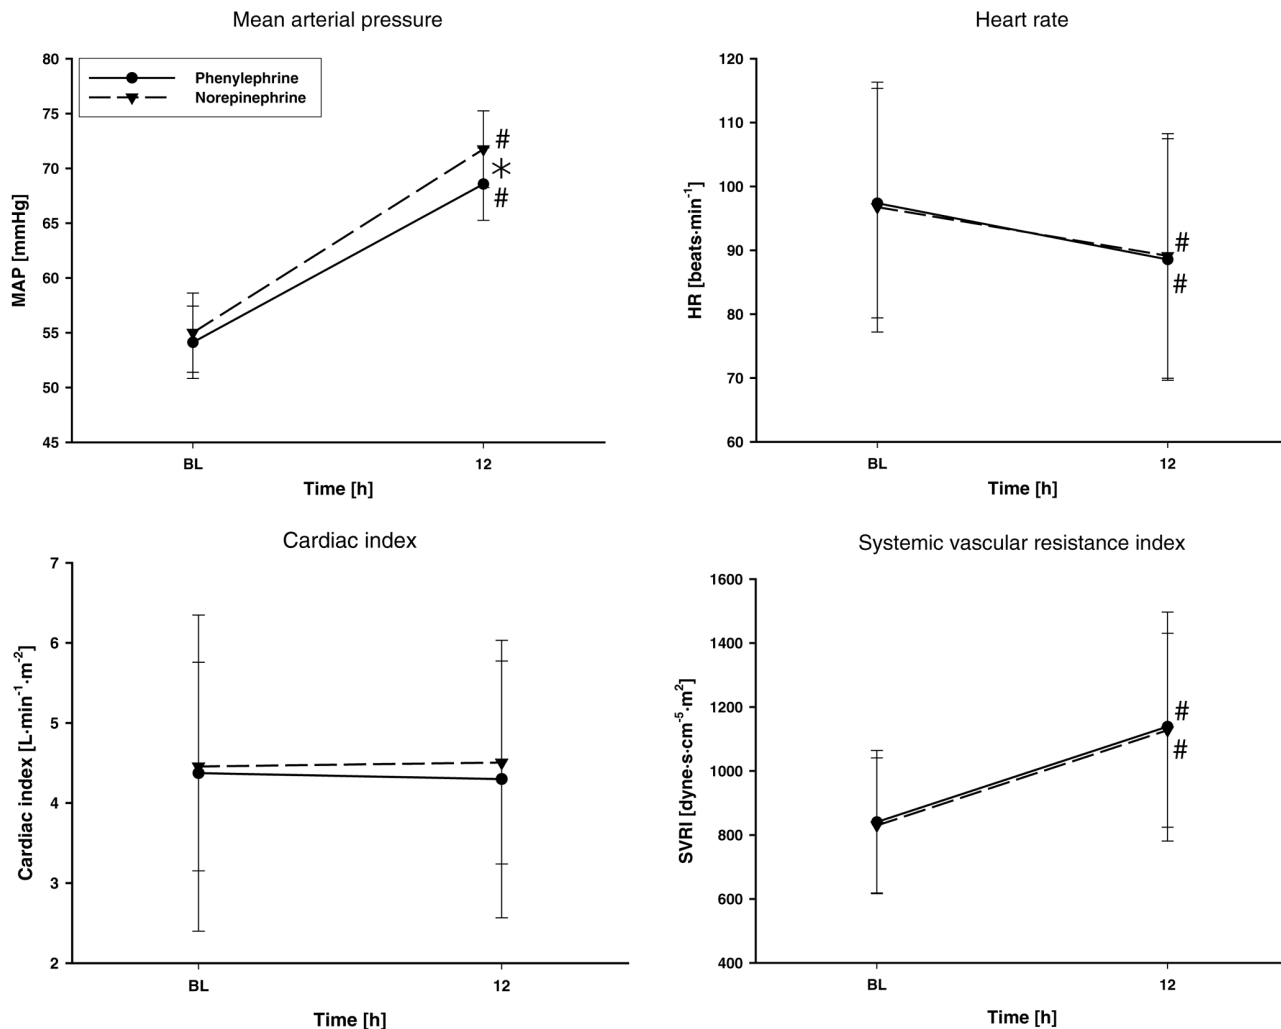 Mean arterial pressure
80
75
70
65
60
55
50
45
MAP [mmHg]
Phenylephrine
Norepinephrine
#
*
#
BL
12
Time [h]
Heart rate
120
110
100
90
80
70
60
HR [beats·min⁻¹]
#
#
BL
12
Time [h]
Cardiac index
7
6
5
4
3
2
Cardiac index [L·min⁻¹·m⁻²]
BL
12
Time [h]
Systemic vascular resistance index
1600
1400
1200
1000
800
600
400
SVRI [dyne·s·cm⁻⁵·m²]
#
#
BL
12
Time [h]